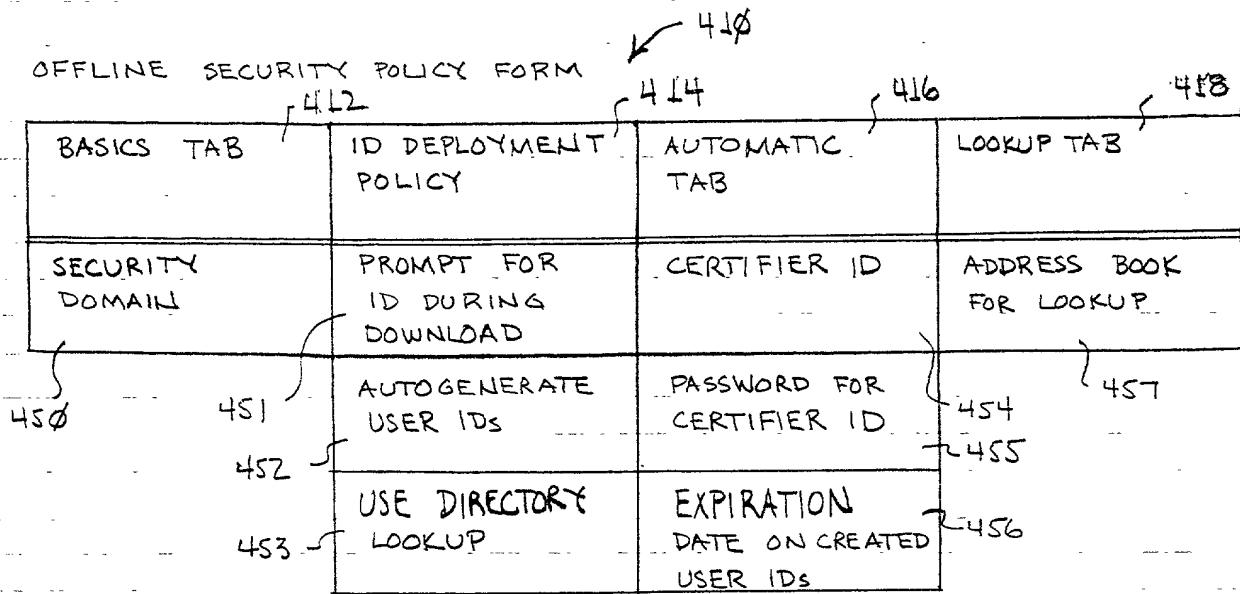 41Ø
OFFLINE SECURITY POLICY FORM
412
414
416
418
BASICS TAB
ID DEPLOYMENT
POLICY
AUTOMATIC
TAB
LOOKUP TAB
SECURITY
DOMAIN
PROMPT FOR
ID DURING
DOWNLOAD
CERTIFIER ID
ADDRESS BOOK
FOR LOOKUP
45Ø
451
AUTOGENERATE
USER IDs
452
PASSWORD FOR
CERTIFIER ID
454
455
457
USE DIRECTORY
LOOKUP
453
EXPIRATION
DATE ON CREATED
USER IDs
456